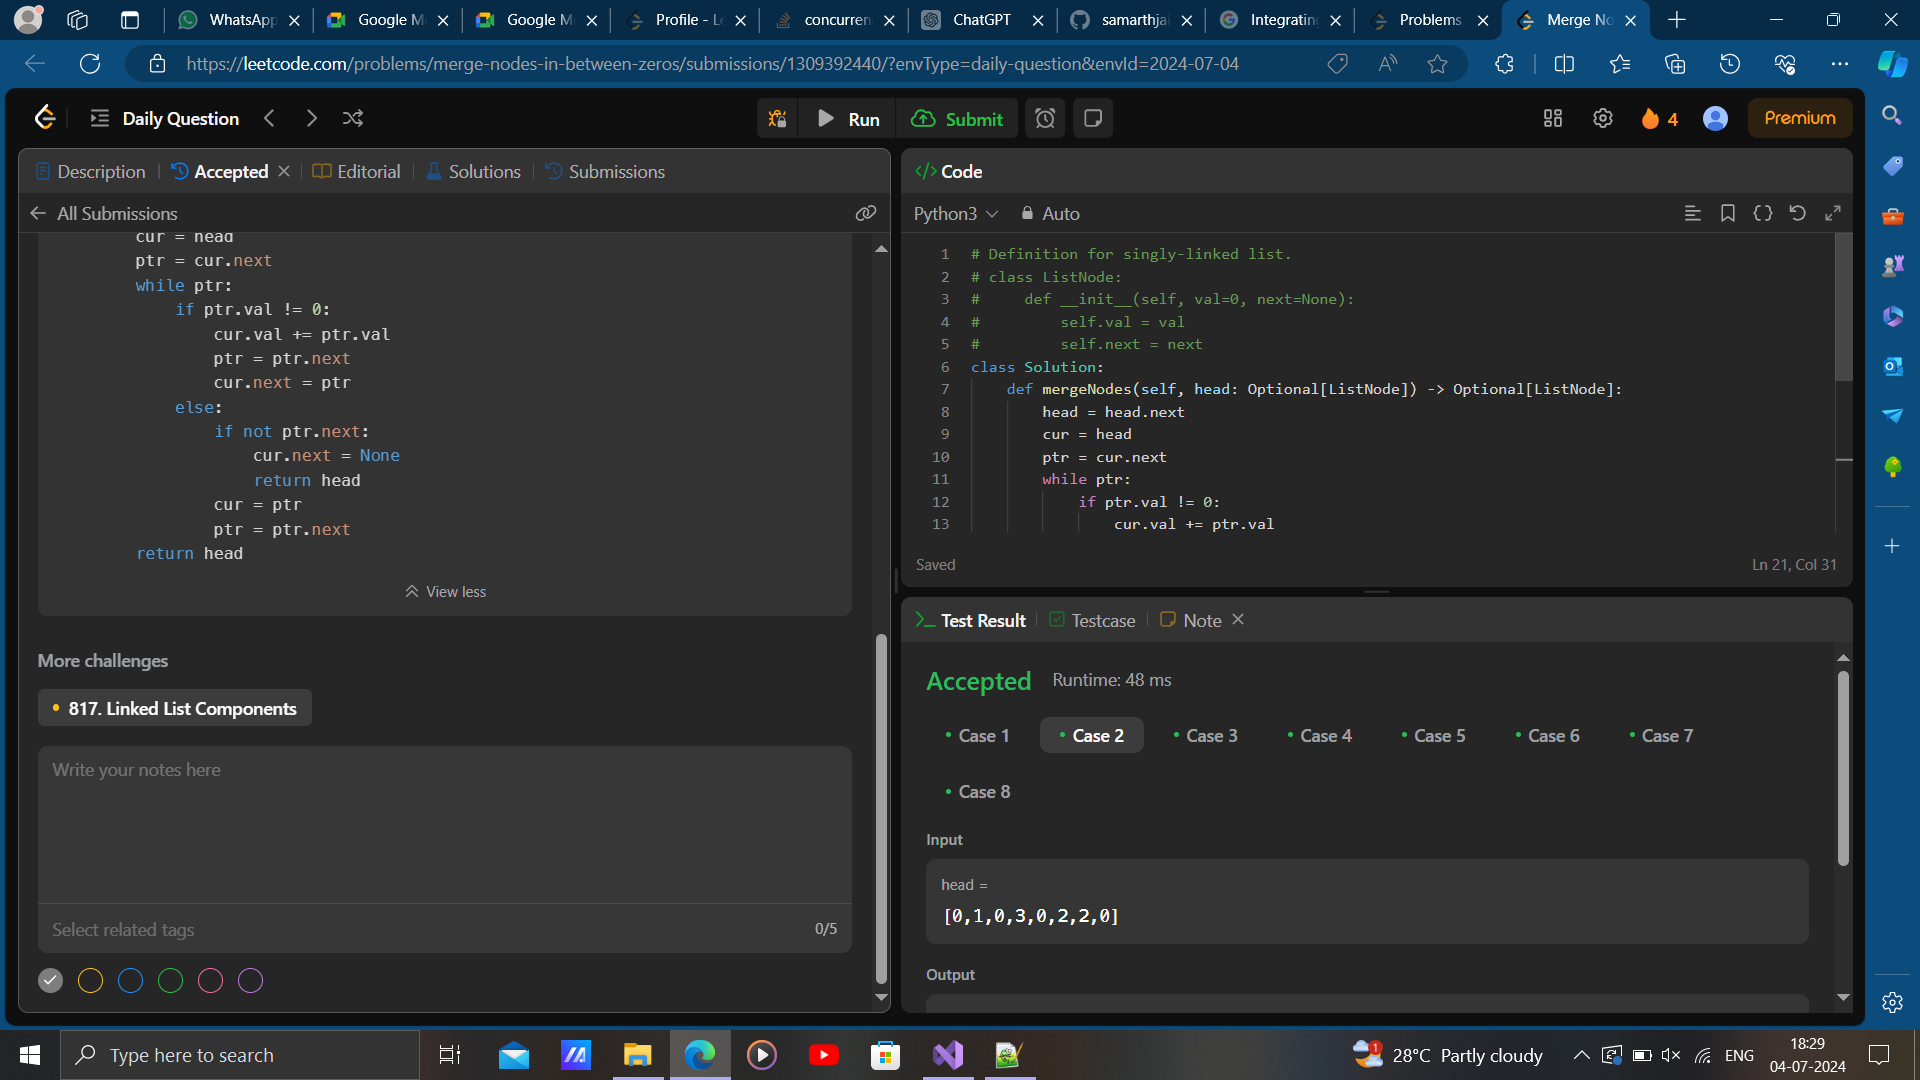 WhatsApp
Google M
Google M
Profile - Le
concurren
ChatGPT
samarthjai
Integrating
Problems
Merge No
https://leetcode.com/problems/merge-nodes-in-between-zeros/submissions/1309392440/?envType=daily-question&envId=2024-07-04
Daily Question
Run
Submit
4
Premium
Description
Accepted
Editorial
Solutions
Submissions
All Submissions
cur = head
ptr = cur.next
while ptr:
if ptr.val != 0:
cur.val += ptr.val
ptr = ptr.next
cur.next = ptr
else:
if not ptr.next:
cur.next = None
return head
cur = ptr
ptr = ptr.next
return head
View less
More challenges
817. Linked List Components
Write your notes here
Select related tags
0/5
</> Code
Python3
Auto
1 # Definition for singly-linked list.
2 # class ListNode:
3 #     def __init__(self, val=0, next=None):
4 #         self.val = val
5 #         self.next = next
6 class Solution:
7     def mergeNodes(self, head: Optional[ListNode]) -> Optional[ListNode]:
8         head = head.next
9         cur = head
10         ptr = cur.next
11         while ptr:
12             if ptr.val != 0:
13                 cur.val += ptr.val
Saved
Ln 21, Col 31
Test Result
Testcase
Note
Accepted
Runtime: 48 ms
Case 1
Case 2
Case 3
Case 4
Case 5
Case 6
Case 7
Case 8
Input
head =
[0,1,0,3,0,2,2,0]
Output
Type here to search
1
28°C Partly cloudy
ENG
18:29
04-07-2024